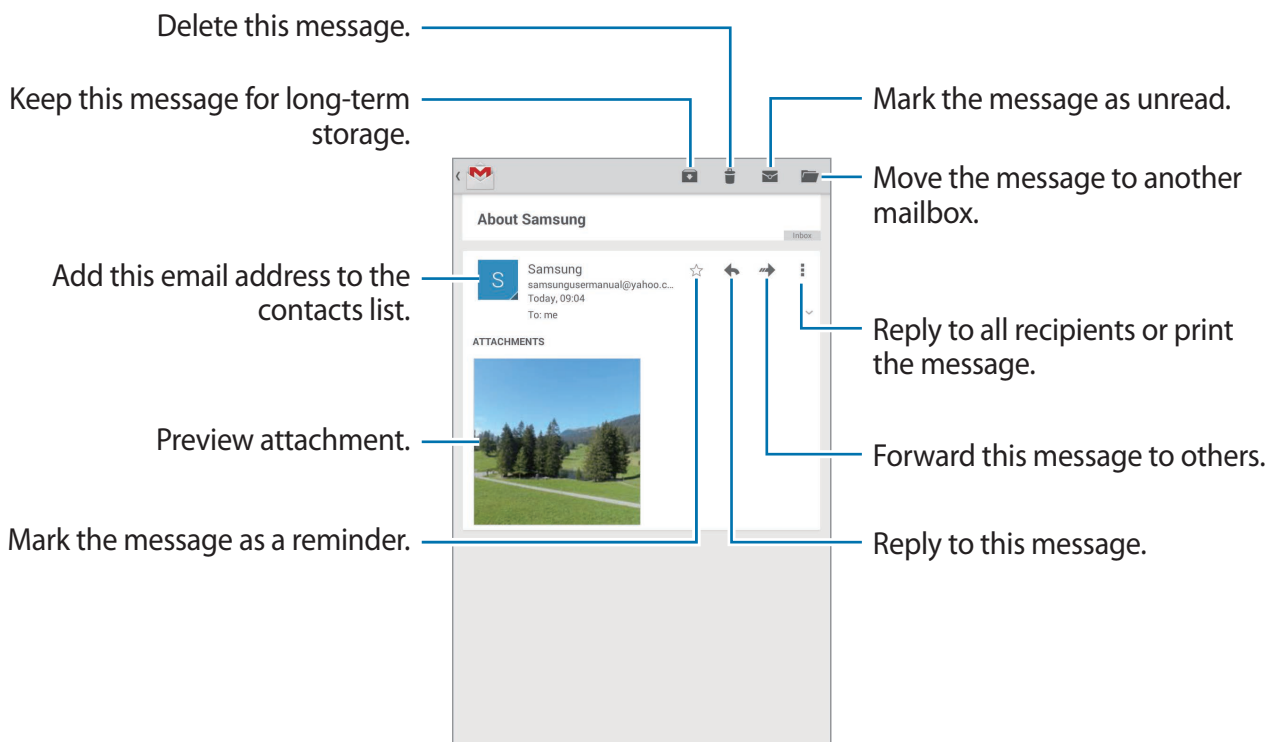 Delete this message.
Keep this message for long-term
storage.
Mark the message as unread.
Move the message to another
mailbox.
About Samsung
Inbox
Add this email address to the
contacts list.
S
Samsung
samsungusermanual@yahoo.c...
Today, 09:04
To: me
Reply to all recipients or print
the message.
ATTACHMENTS
Preview attachment.
Forward this message to others.
Mark the message as a reminder.
Reply to this message.